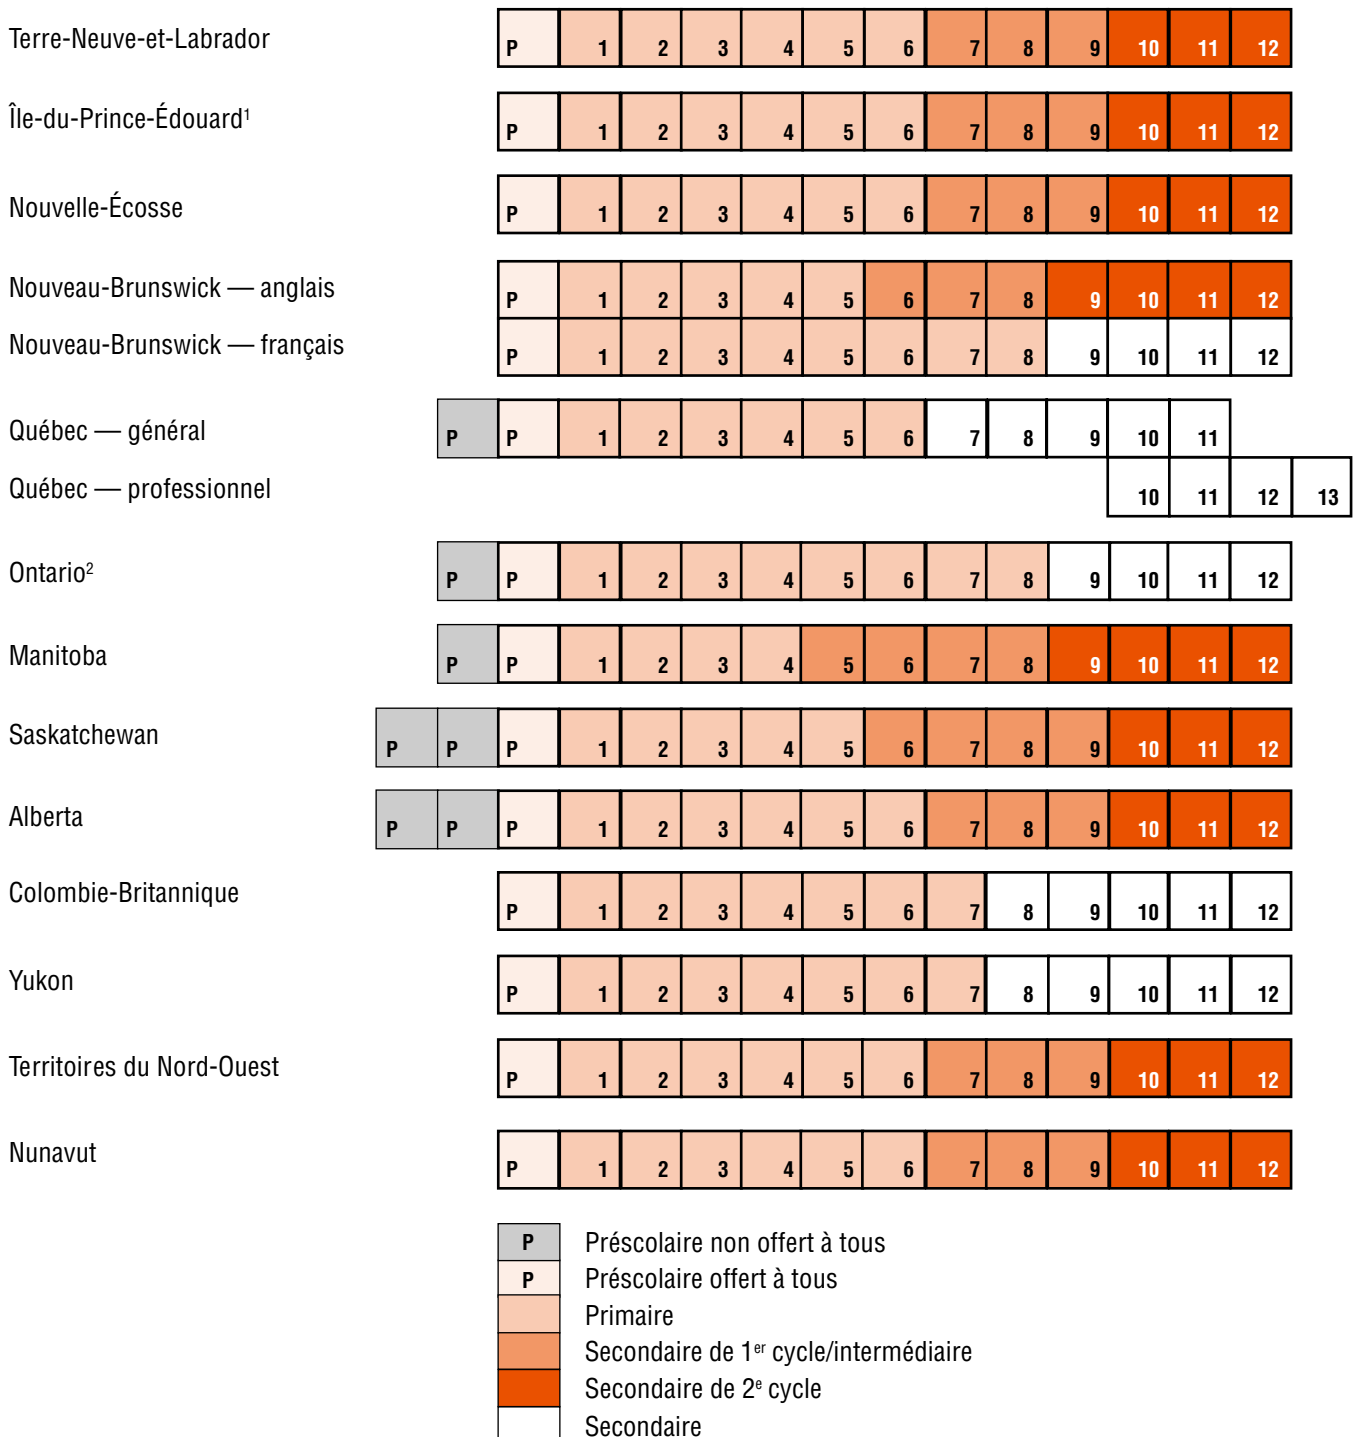 Terre-Neuve-et-Labrador P 1 2 3 4 5 6 7 8 9 10 11 12
Île-du-Prince-Édouard¹ P 1 2 3 4 5 6 7 8 9 10 11 12
Nouvelle-Écosse P 1 2 3 4 5 6 7 8 9 10 11 12
Nouveau-Brunswick — anglais P 1 2 3 4 5 6 7 8 9 10 11 12
Nouveau-Brunswick — français P 1 2 3 4 5 6 7 8 9 10 11 12
Québec — général P P 1 2 3 4 5 6 7 8 9 10 11
Québec — professionnel 10 11 12 13
Ontario² P P 1 2 3 4 5 6 7 8 9 10 11 12
Manitoba P P 1 2 3 4 5 6 7 8 9 10 11 12
Saskatchewan P P P 1 2 3 4 5 6 7 8 9 10 11 12
Alberta P P P 1 2 3 4 5 6 7 8 9 10 11 12
Colombie-Britannique P 1 2 3 4 5 6 7 8 9 10 11 12
Yukon P 1 2 3 4 5 6 7 8 9 10 11 12
Territoires du Nord-Ouest P 1 2 3 4 5 6 7 8 9 10 11 12
Nunavut P 1 2 3 4 5 6 7 8 9 10 11 12
P Préscolaire non offert à tous
P Préscolaire offert à tous
Primaire
Secondaire de 1er cycle/intermédiaire
Secondaire de 2e cycle
Secondaire